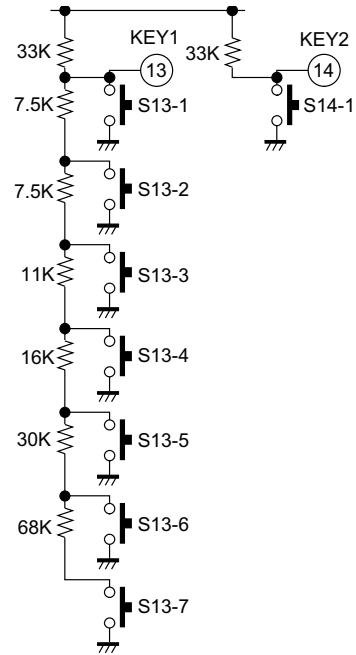 KEY1
KEY2
33K
13
33K
14
7.5K
S13-1
S14-1
7.5K
S13-2
11K
S13-3
16K
S13-4
30K
S13-5
68K
S13-6
S13-7